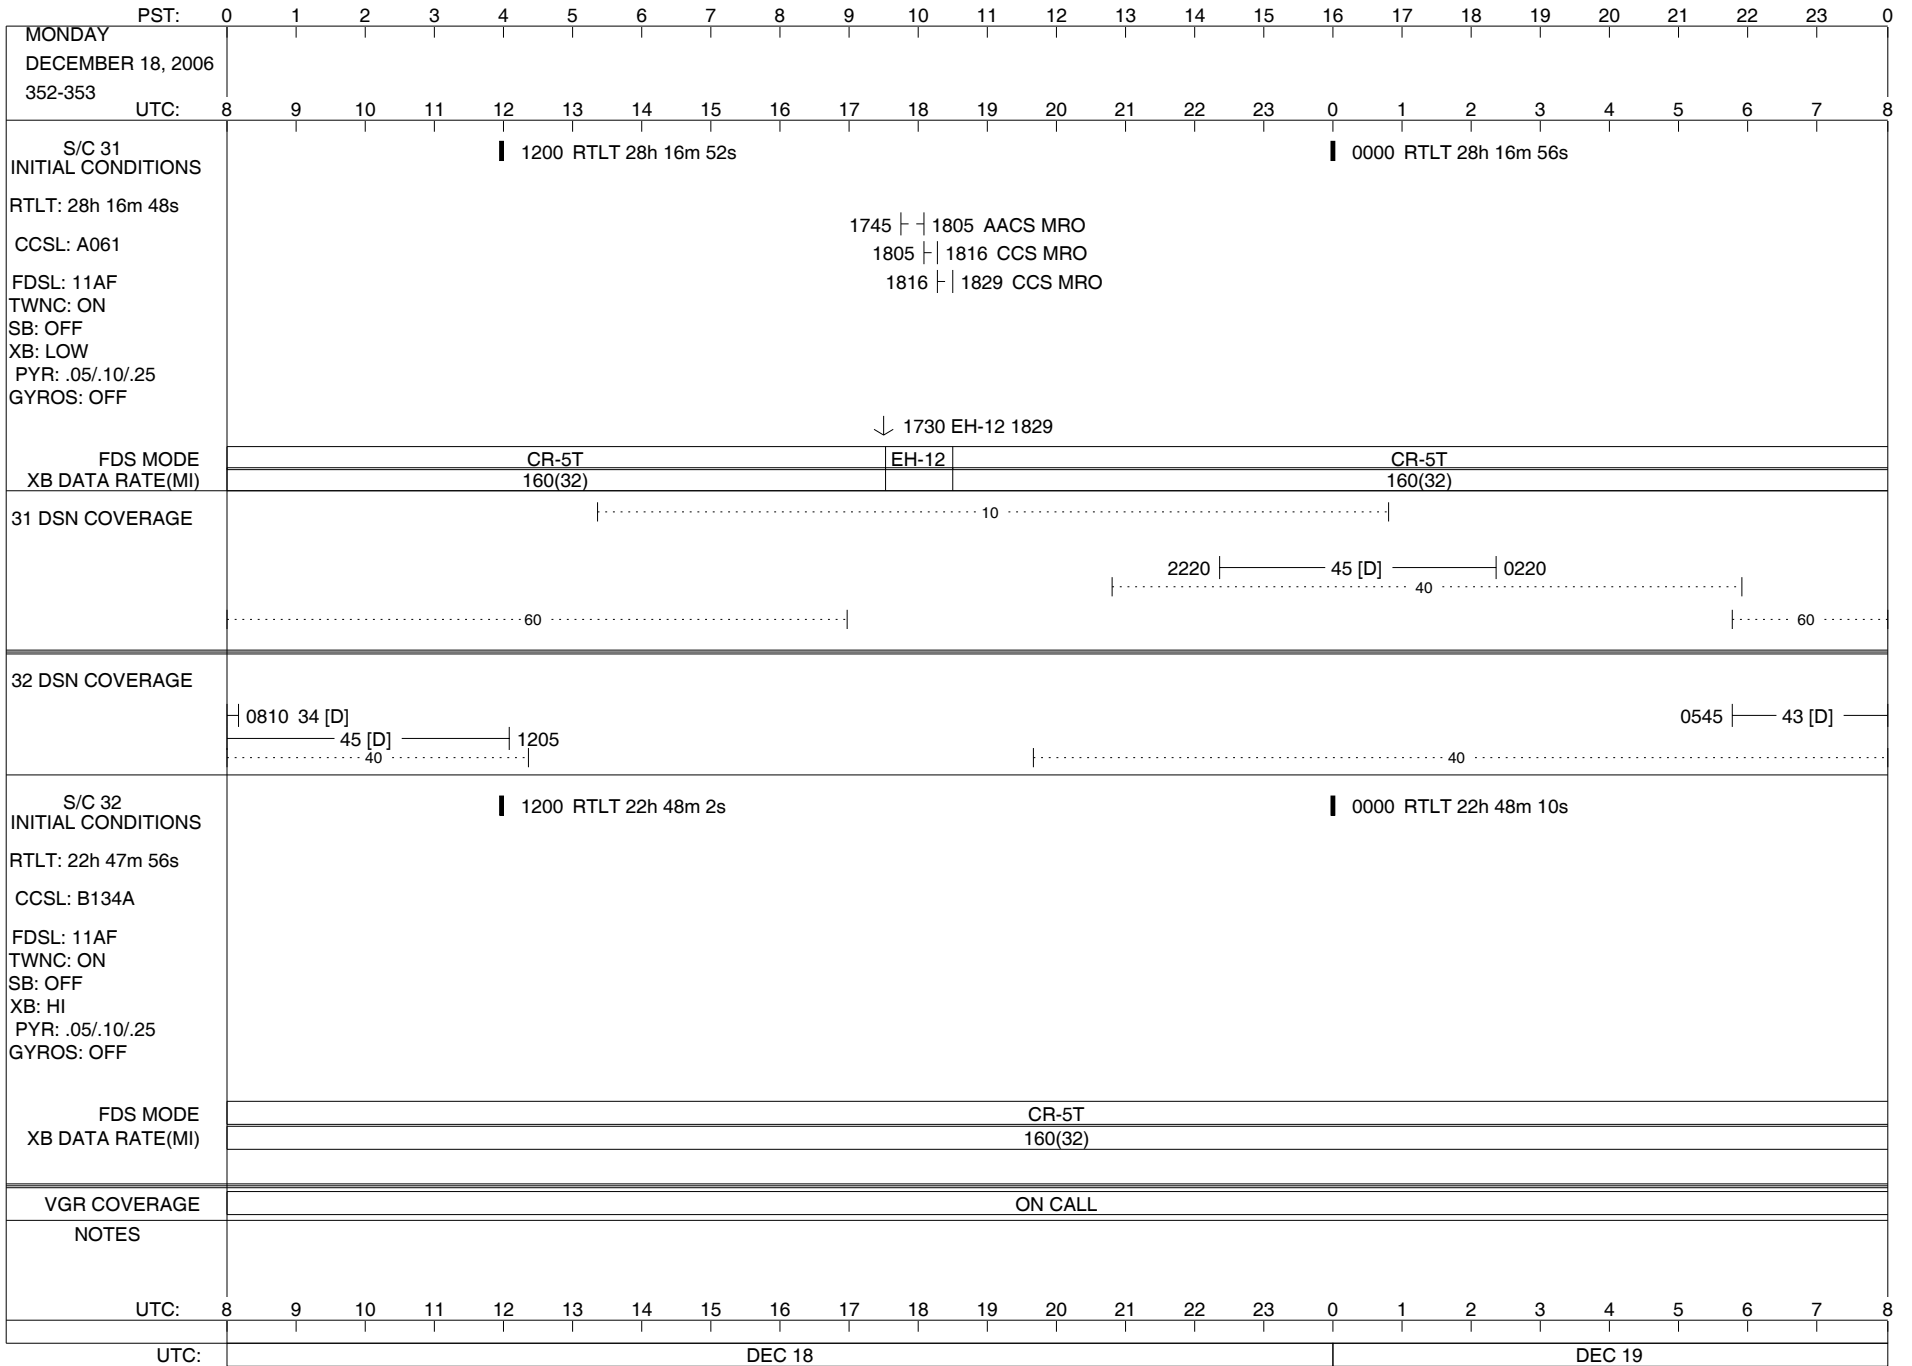 PST: 0 1 2 3 4 5 6 7 8 9 10 11 12 13 14 15 16 17 18 19 20 21 22 23 0
MONDAY
DECEMBER 18, 2006
352-353
UTC: 8 9 10 11 12 13 14 15 16 17 18 19 20 21 22 23 0 1 2 3 4 5 6 7 8
S/C 31
INITIAL CONDITIONS
1200 RTLT 28h 16m 52s
0000 RTLT 28h 16m 56s
RTLT: 28h 16m 48s
1745 1805 AACS MRO
CCSL: A061
1805 1816 CCS MRO
FDSL: 11AF
1816 1829 CCS MRO
TWNC: ON
SB: OFF
XB: LOW
PYR: .05/.10/.25
GYROS: OFF
1730 EH-12 1829
FDS MODE CR-5T EH-12 CR-5T
XB DATA RATE(MI) 160(32) 160(32)
31 DSN COVERAGE
10
2220 45 [D] 0220
40
60 60
32 DSN COVERAGE
0810 34 [D] 0545 43 [D]
45 [D] 1205
40 40
S/C 32
INITIAL CONDITIONS
1200 RTLT 22h 48m 2s
0000 RTLT 22h 48m 10s
RTLT: 22h 47m 56s
CCSL: B134A
FDSL: 11AF
TWNC: ON
SB: OFF
XB: HI
PYR: .05/.10/.25
GYROS: OFF
FDS MODE CR-5T
XB DATA RATE(MI) 160(32)
VGR COVERAGE ON CALL
NOTES
UTC: 8 9 10 11 12 13 14 15 16 17 18 19 20 21 22 23 0 1 2 3 4 5 6 7 8
UTC: DEC 18 DEC 19